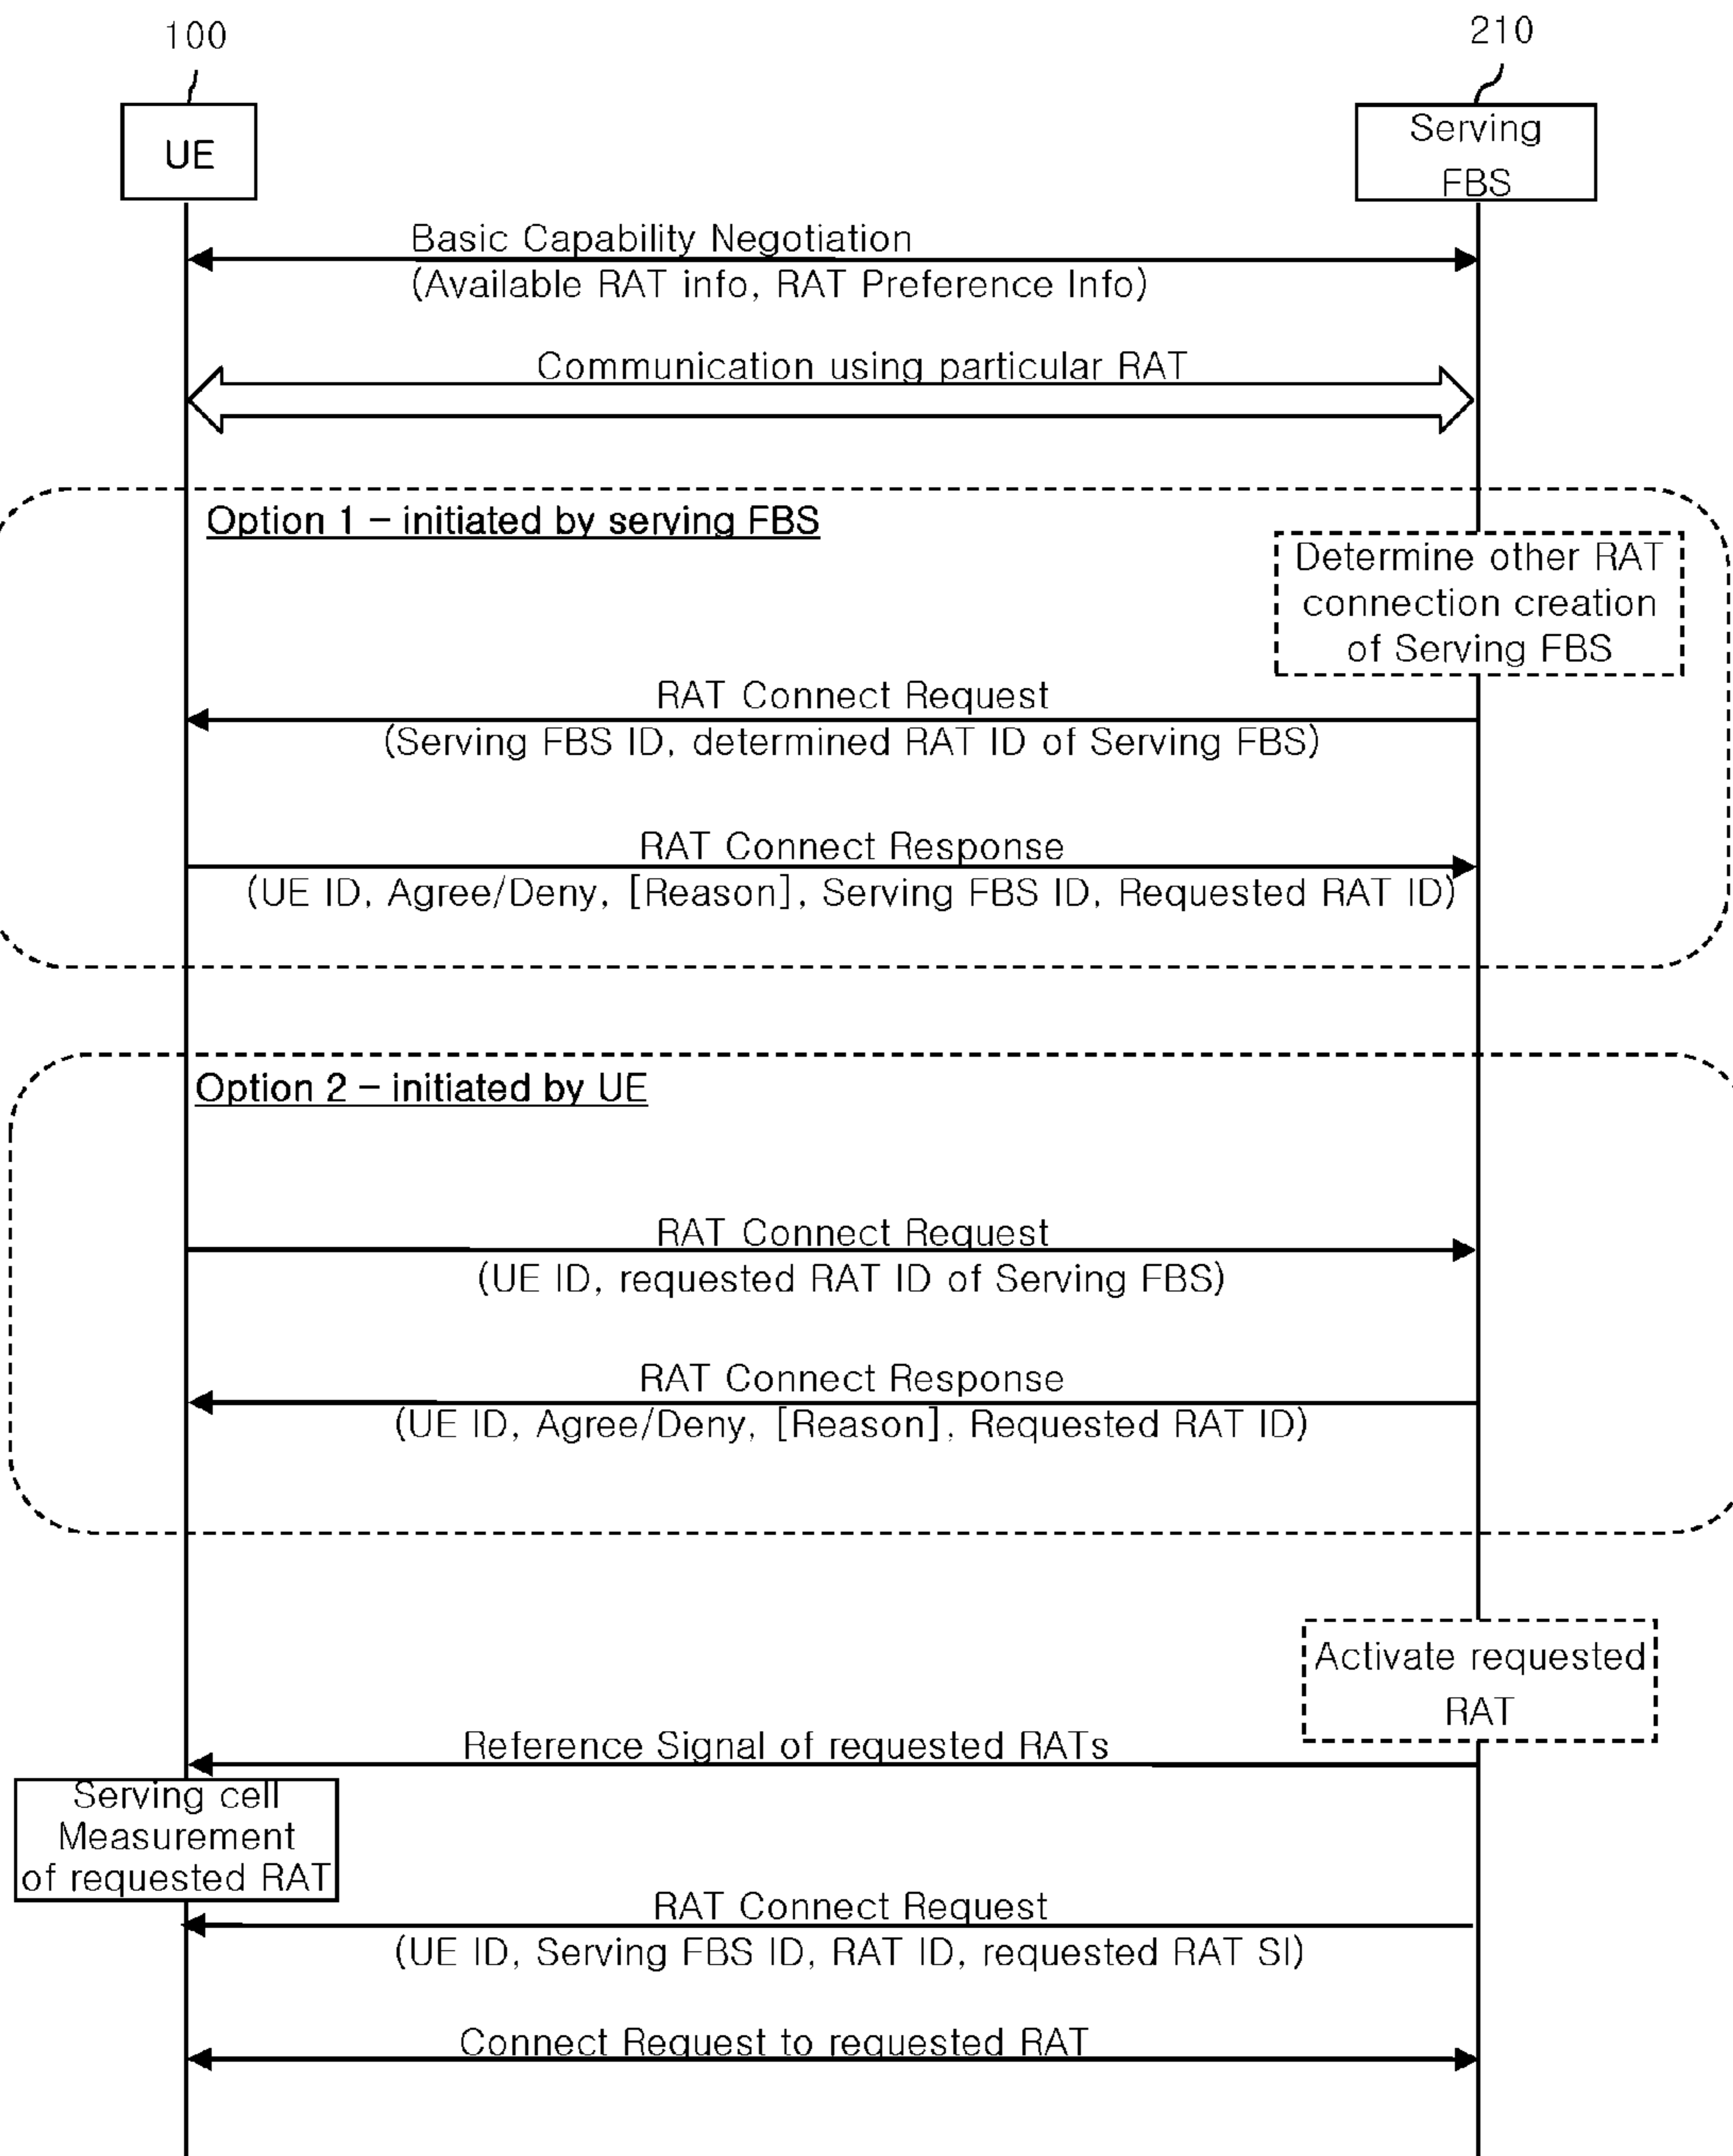 100
210
UE
Serving
FBS
Basic Capability Negotiation
(Available RAT info, RAT Preference Info)
Communication using particular RAT
Option 1 – initiated by serving FBS
Determine other RAT
connection creation
of Serving FBS
RAT Connect Request
(Serving FBS ID, determined RAT ID of Serving FBS)
RAT Connect Response
(UE ID, Agree/Deny, [Reason], Serving FBS ID, Requested RAT ID)
Option 2 – initiated by UE
RAT Connect Request
(UE ID, requested RAT ID of Serving FBS)
RAT Connect Response
(UE ID, Agree/Deny, [Reason], Requested RAT ID)
Activate requested
RAT
Reference Signal of requested RATs
Serving cell
Measurement
of requested RAT
RAT Connect Request
(UE ID, Serving FBS ID, RAT ID, requested RAT SI)
Connect Request to requested RAT